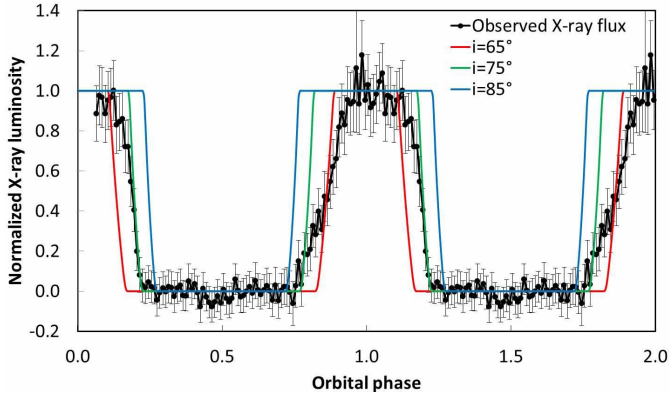 1.4
1.2
1.0
0.8
0.6
0.4
0.2
0.0
-0.2
Normalized X-ray luminosity
Observed X-ray flux
i=65°
i=75°
i=85°
0.0 0.5 1.0 1.5 2.0
Orbital phase